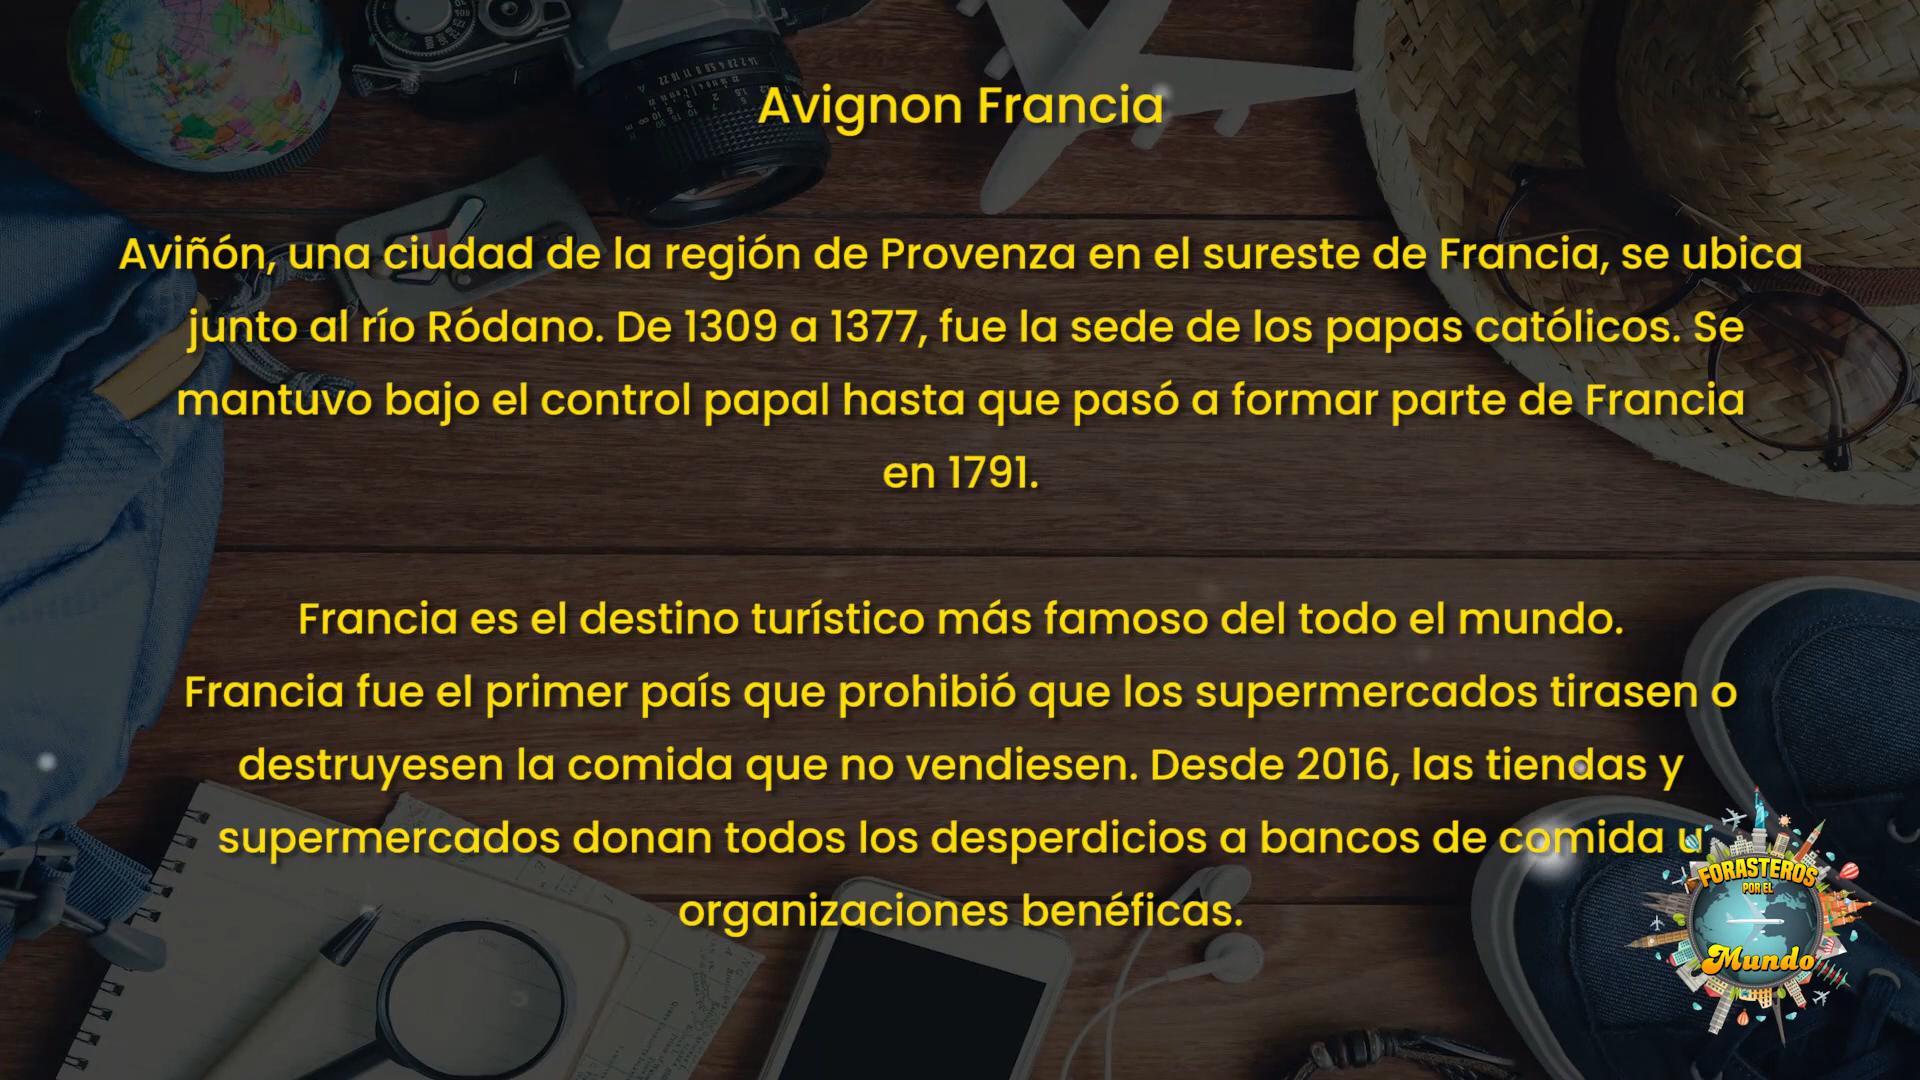 Avignon Francia
Aviñón, una ciudad de la región de Provenza en el sureste de Francia, se ubica
junto al río Ródano. De 1309 a 1377, fue la sede de los papas católicos. Se
mantuvo bajo el control papal hasta que pasó a formar parte de Francia
en 1791.
Francia es el destino turístico más famoso del todo el mundo.
Francia fue el primer país que prohibió que los supermercados tirasen o
destruyesen la comida que no vendiesen. Desde 2016, las tiendas y
supermercados donan todos los desperdicios a bancos de comida u
organizaciones benéficas.
FORASTEROS
POR EL
Mundo